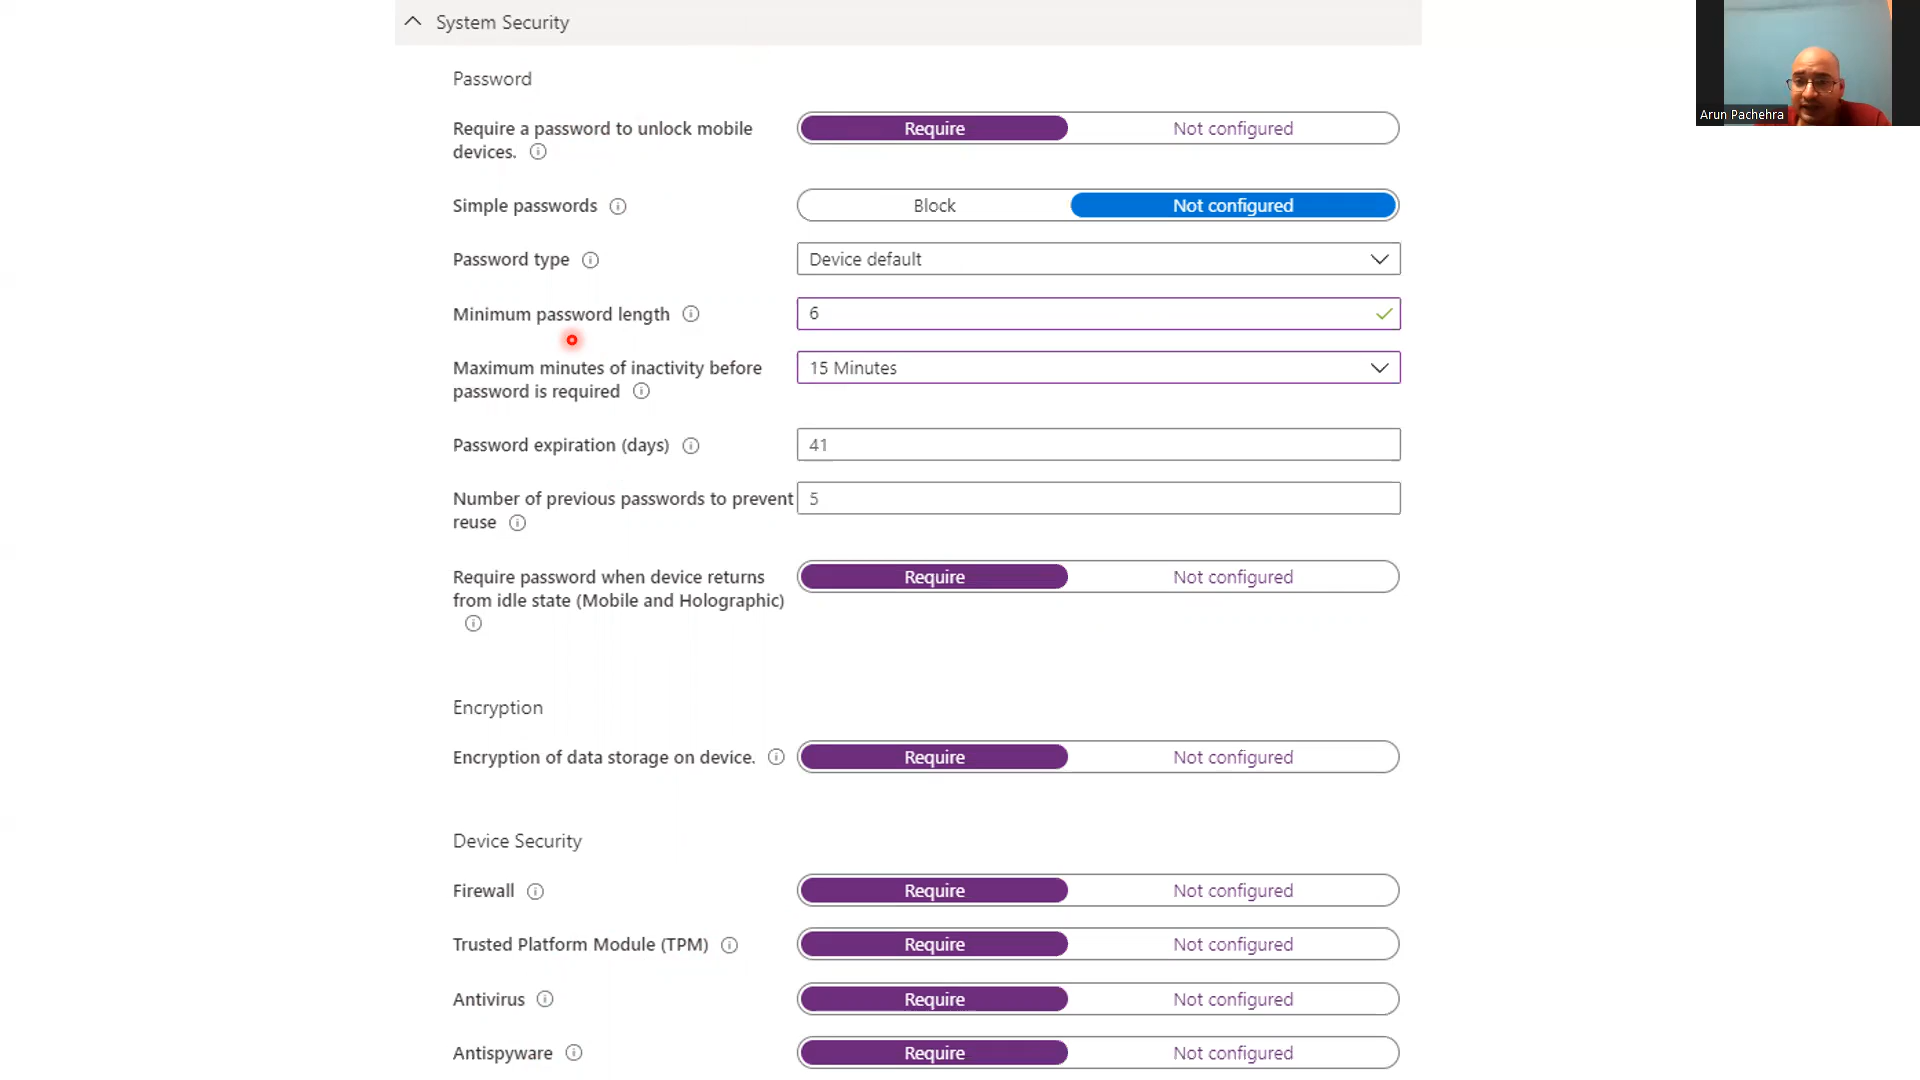 System Security
Arun Pachehra
Password
Require a password to unlock mobile
devices.
Require
Not configured
Simple passwords
Block
Not configured
Password type
Device default
Minimum password length
6
Maximum minutes of inactivity before
password is required
15 Minutes
Password expiration (days)
41
Number of previous passwords to prevent
reuse
5
Require password when device returns
from idle state (Mobile and Holographic)
Require
Not configured
Encryption
Encryption of data storage on device.
Require
Not configured
Device Security
Firewall
Require
Not configured
Trusted Platform Module (TPM)
Require
Not configured
Antivirus
Require
Not configured
Antispyware
Require
Not configured